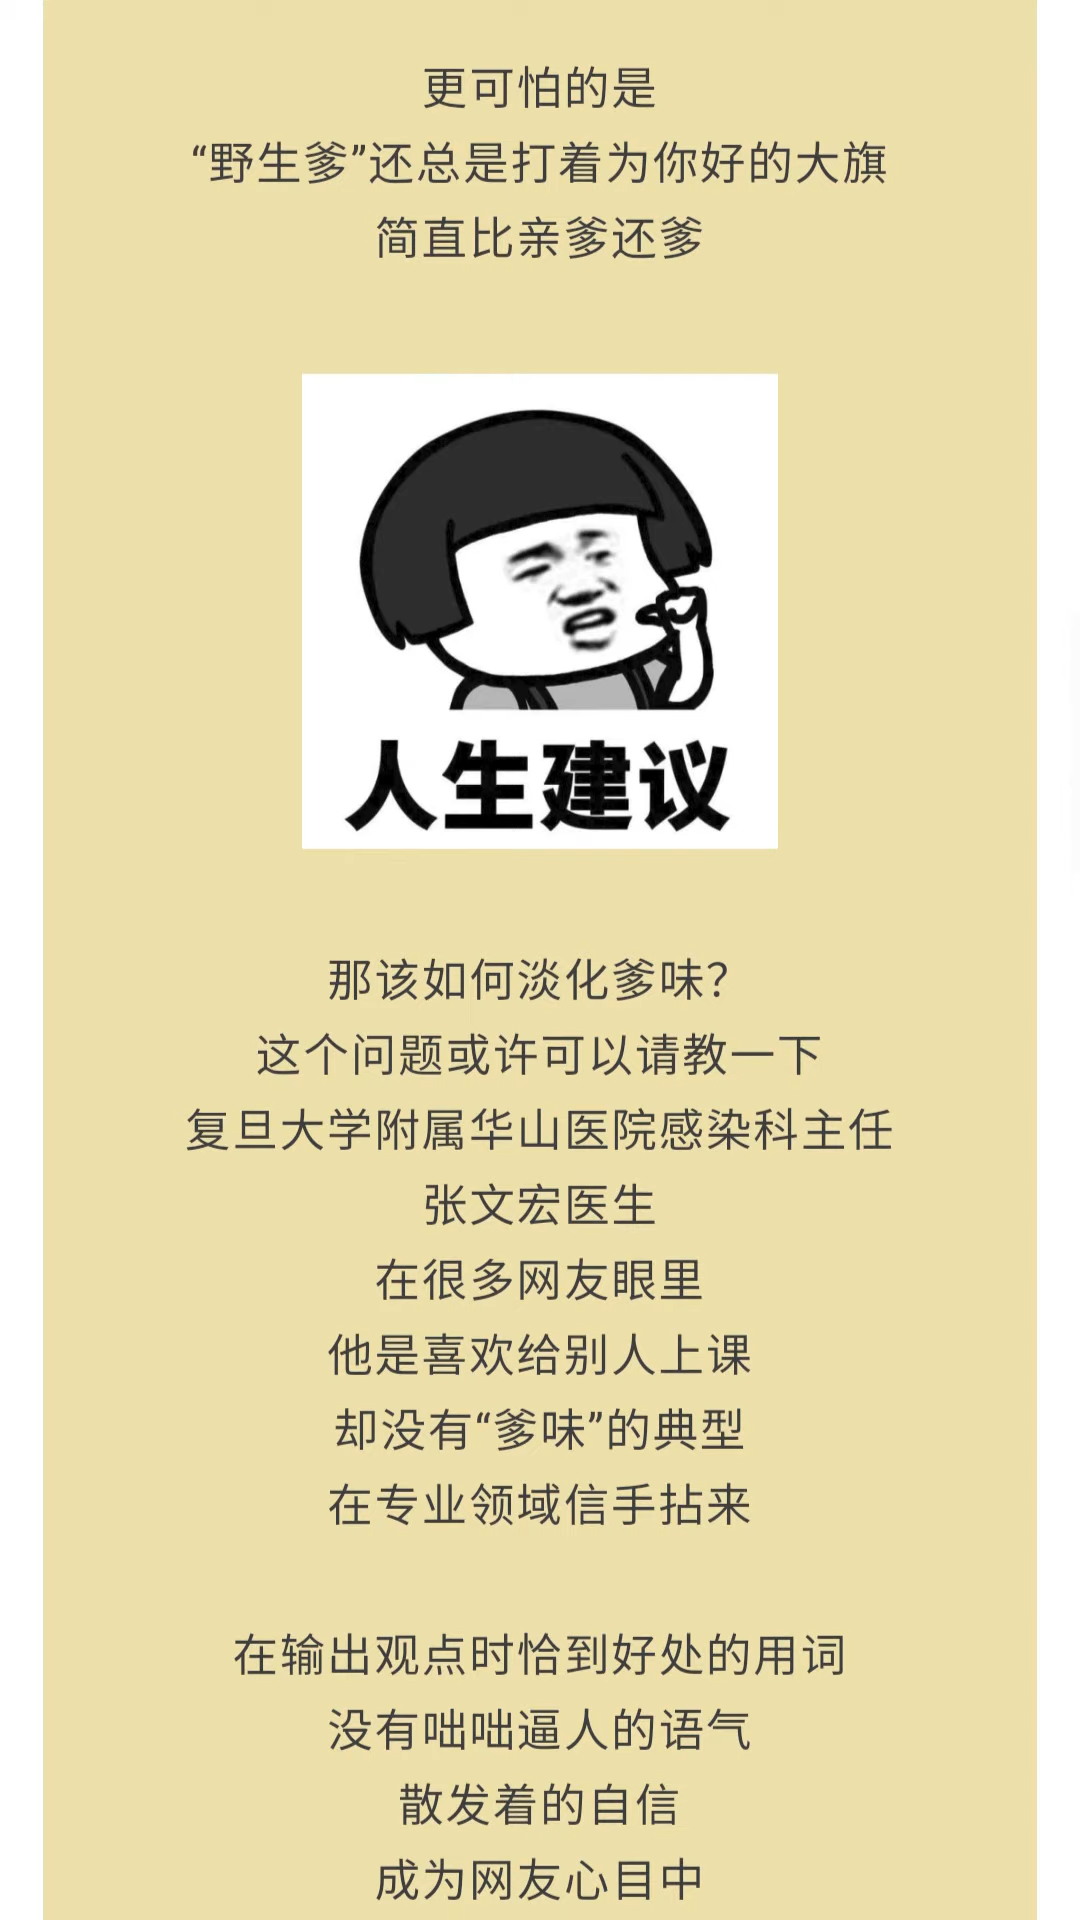 更可怕的是
“野生爹”还总是打着为你好的大旗
简直比亲爹还爹
人生建议
那该如何淡化爹味？
这个问题或许可以请教一下
复旦大学附属华山医院感染科主任
张文宏医生
在很多网友眼里
他是喜欢给别人上课
却没有“爹味”的典型
在专业领域信手拈来
在输出观点时恰到好处的用词
没有咄咄逼人的语气
散发着的自信
成为网友心目中